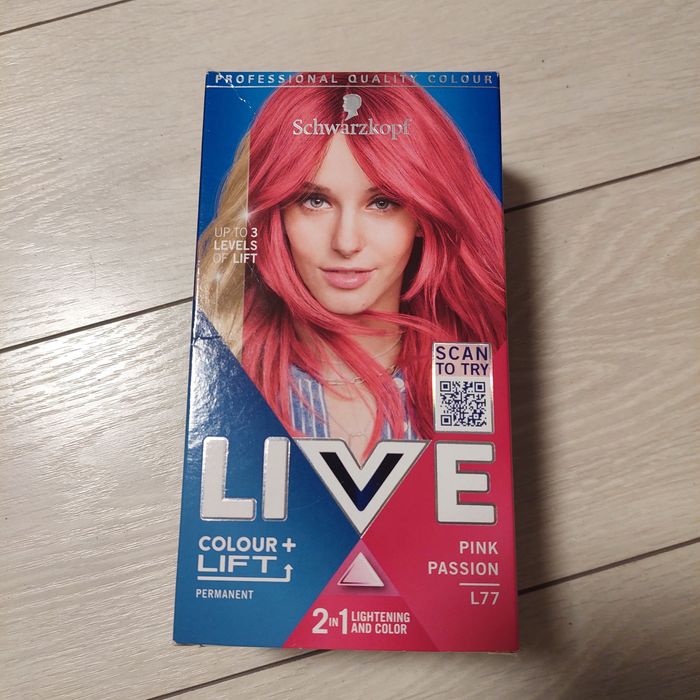 PROFESSIONAL QUALITY COLOUR
Schwarzkopf
UP TO 3
LEVELS
OF LIFT
SCAN
TO TRY
LIVE
COLOUR +
LIFT
PERMANENT
PINK
PASSION
L77
2IN1 LIGHTENING
AND COLOR